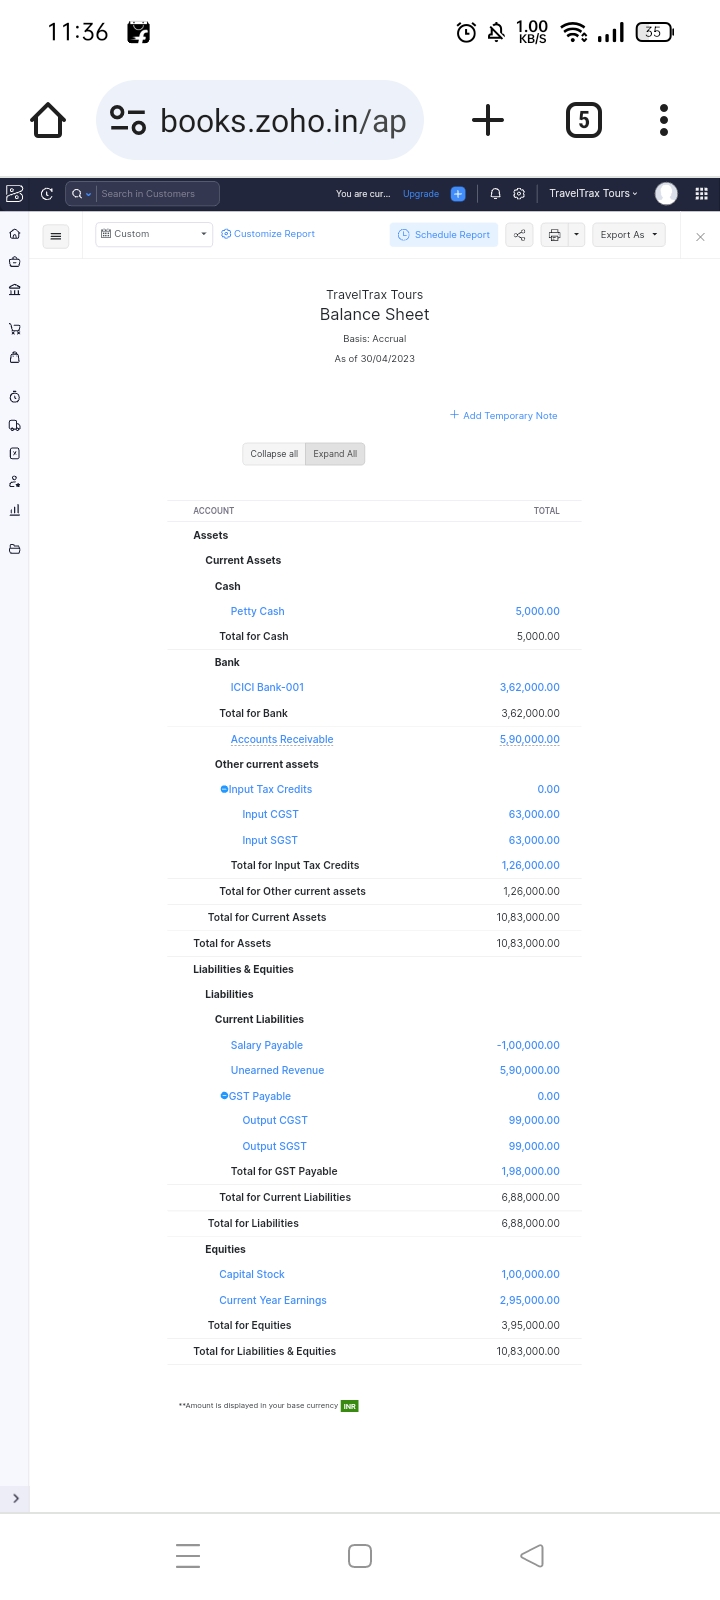 11:36
1.00
KB/S
35
books.zoho.in/ap
5
Search in Customers
You are cur...
Upgrade
TravelTrax Tours
Custom
Customize Report
Schedule Report
Export As
TravelTrax Tours
Balance Sheet
Basis: Accrual
As of 30/04/2023
+ Add Temporary Note
Collapse all Expand All
ACCOUNT TOTAL
Assets
Current Assets
Cash
Petty Cash 5,000.00
Total for Cash 5,000.00
Bank
ICICI Bank-001 3,62,000.00
Total for Bank 3,62,000.00
Accounts Receivable 5,90,000.00
Other current assets
Input Tax Credits 0.00
Input CGST 63,000.00
Input SGST 63,000.00
Total for Input Tax Credits 1,26,000.00
Total for Other current assets 1,26,000.00
Total for Current Assets 10,83,000.00
Total for Assets 10,83,000.00
Liabilities & Equities
Liabilities
Current Liabilities
Salary Payable -1,00,000.00
Unearned Revenue 5,90,000.00
GST Payable 0.00
Output CGST 99,000.00
Output SGST 99,000.00
Total for GST Payable 1,98,000.00
Total for Current Liabilities 6,88,000.00
Total for Liabilities 6,88,000.00
Equities
Capital Stock 1,00,000.00
Current Year Earnings 2,95,000.00
Total for Equities 3,95,000.00
Total for Liabilities & Equities 10,83,000.00
**Amount is displayed in your base currency INR